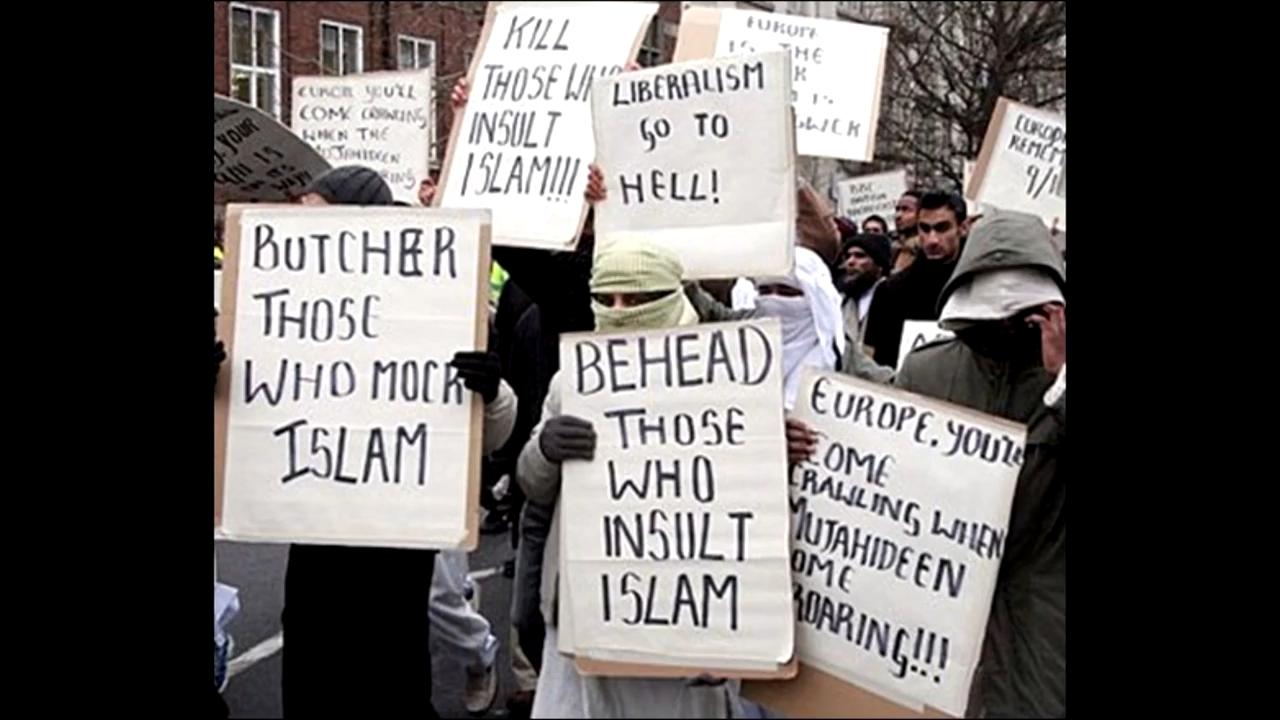 KILL
THOSE WHO
INSULT
ISLAM!!!
EUROPE
IS THE
LIBERALISM
GO TO
HELL!
EUROPE YOU'LL
COME CRAWLING
WHEN THE
MUJAHIDEEN
EUROPE
REMEMBER
9/11
BUTCHER
THOSE
WHO MOCK
ISLAM
BEHEAD
THOSE
WHO
INSULT
ISLAM
EUROPE, YOU'LL
COME
CRAWLING WHEN
MUJAHIDEEN
COME
ROARING!!!